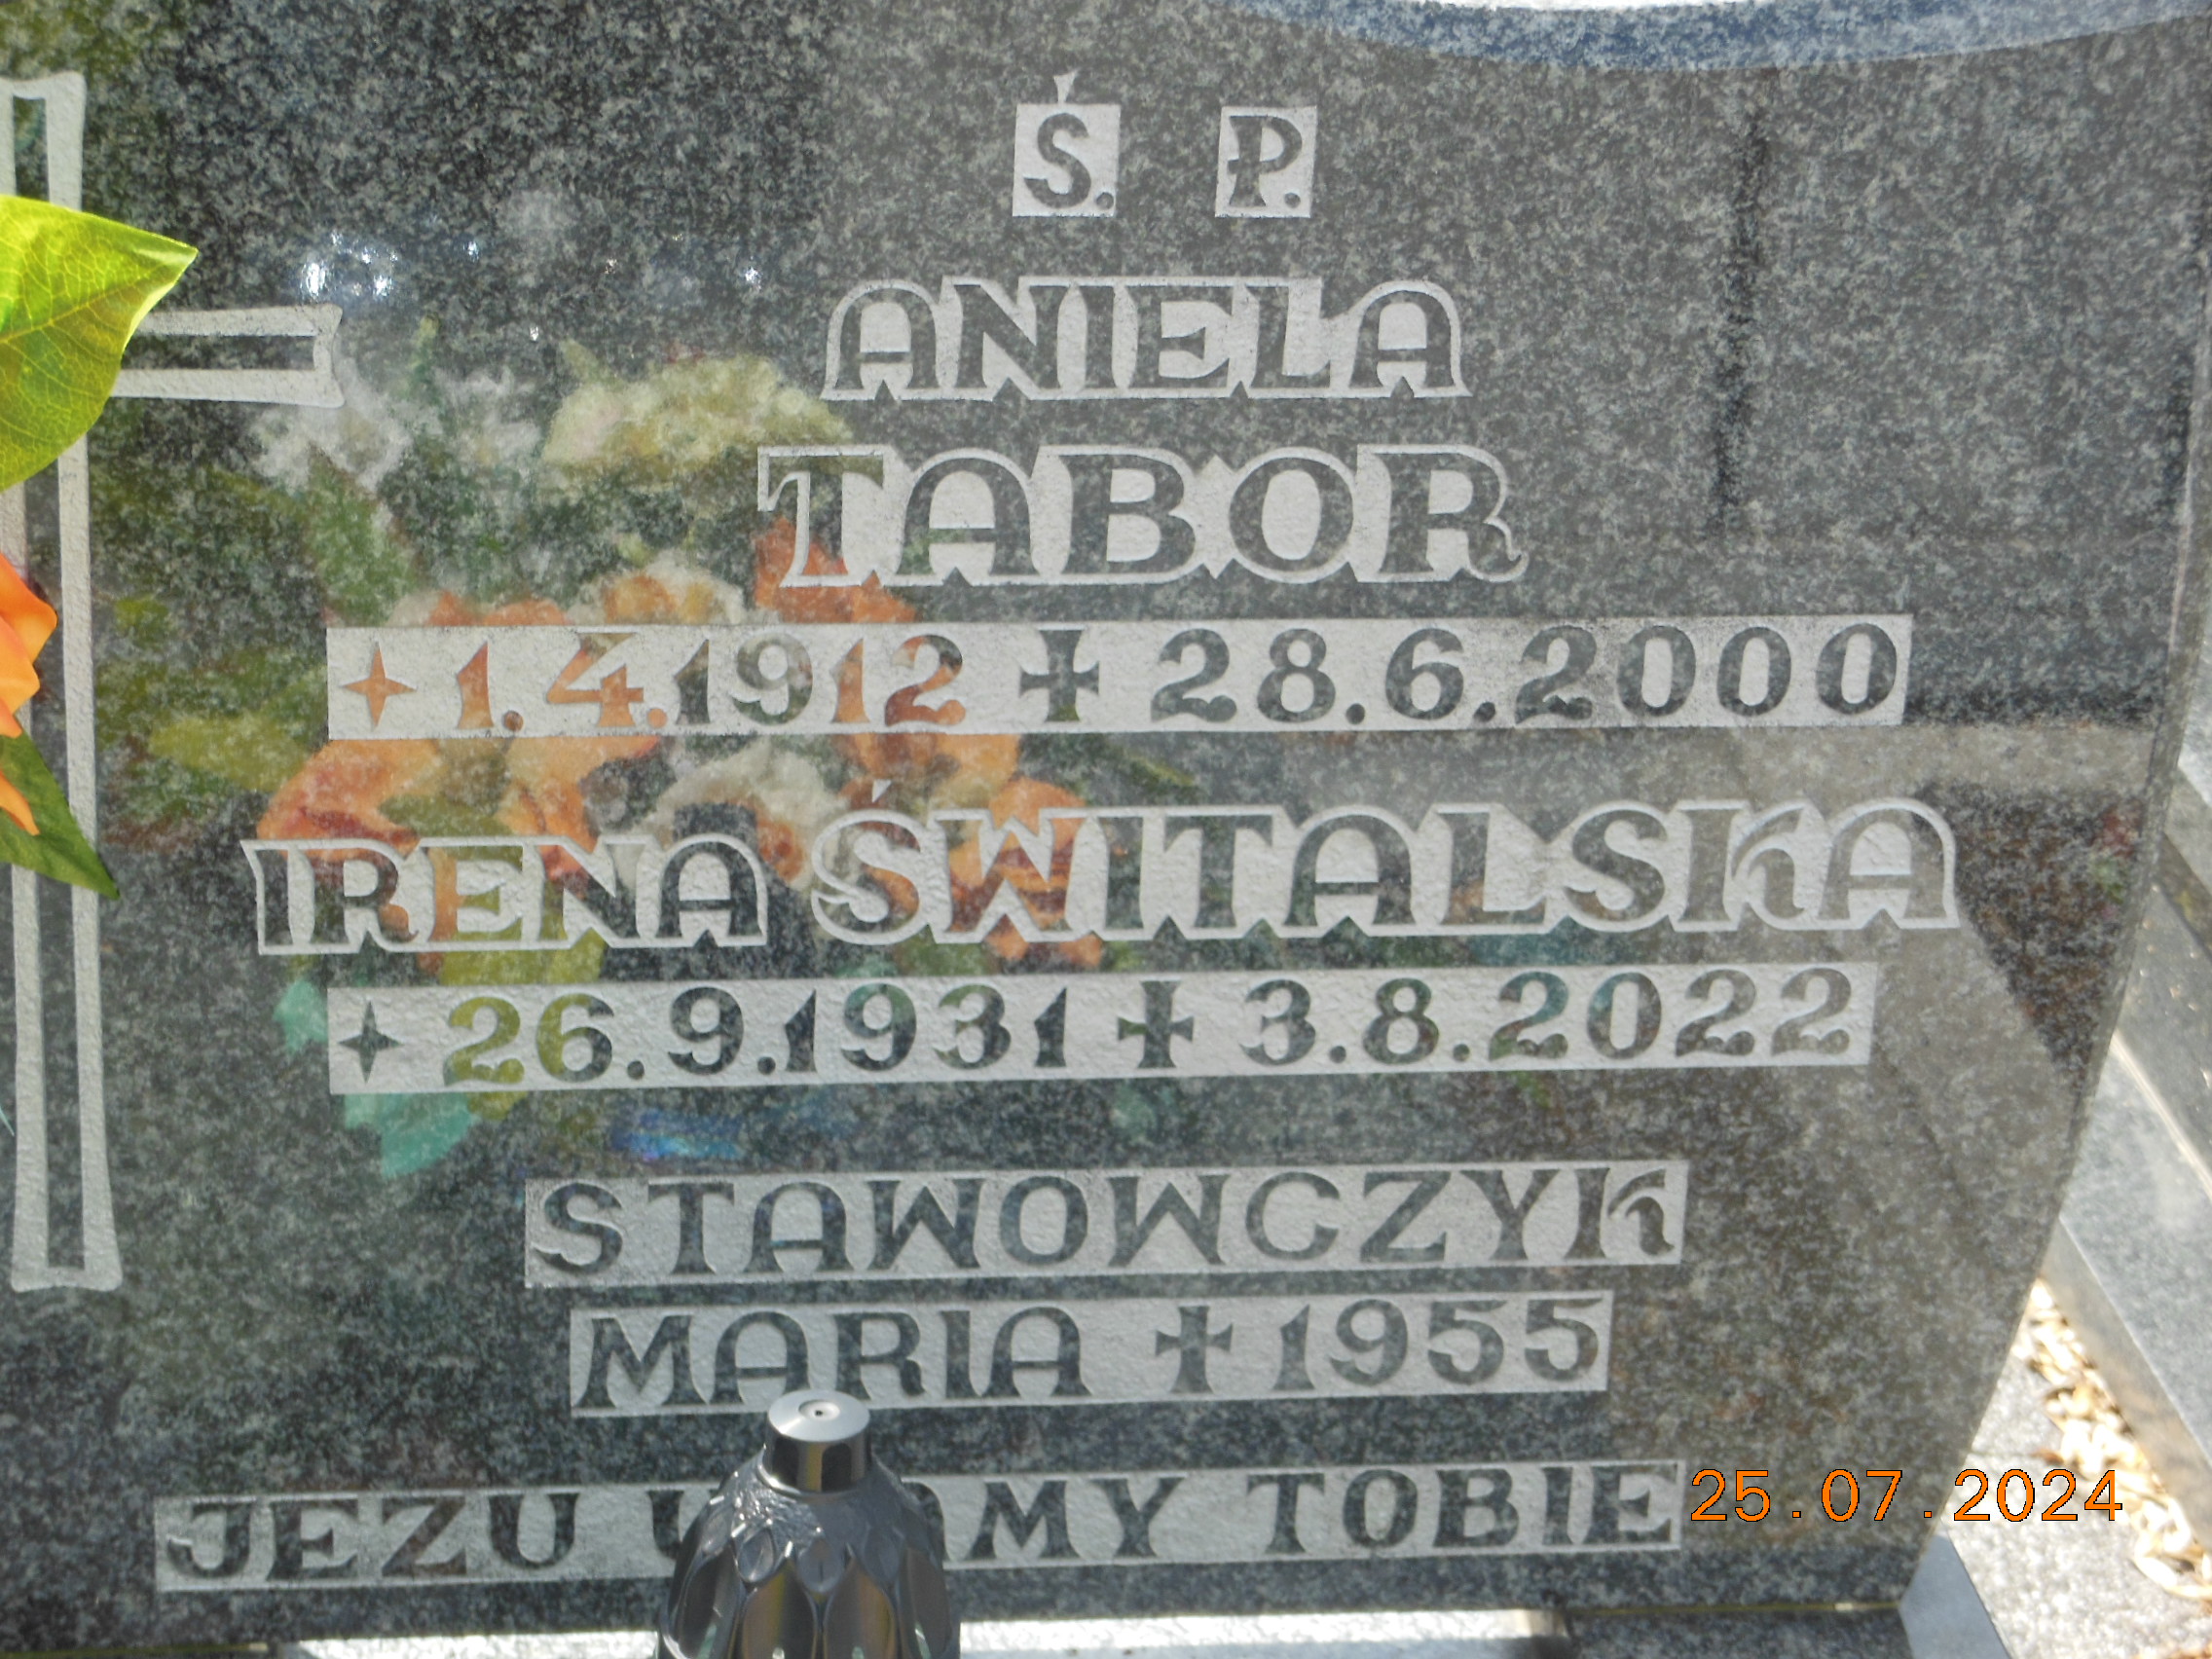 Ś. P.
ANIELA
TABOR
1.4.1912 ✝ 28.6.2000
IRENA ŚWITALSKA
26.9.1931 ✝ 3.8.2022
STAWOWCZYK
MARIA ✝ 1955
JEZU TOBIE
25.07.2024